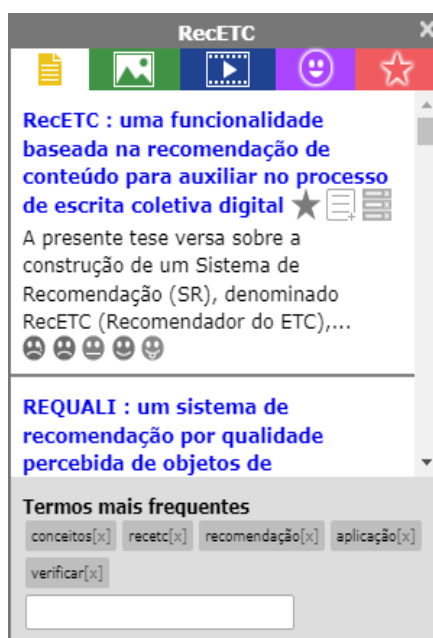 RecETC
x
RecETC : uma funcionalidade
baseada na recomendação de
conteúdo para auxiliar no processo
de escrita coletiva digital
A presente tese versa sobre a
construção de um Sistema de
Recomendação (SR), denominado
RecETC (Recomendador do ETC),...
REQUALI : um sistema de
recomendação por qualidade
percebida de objetos de
Termos mais frequentes
conceitos[x] recetc[x] recomendação[x] aplicação[x]
verificar[x]